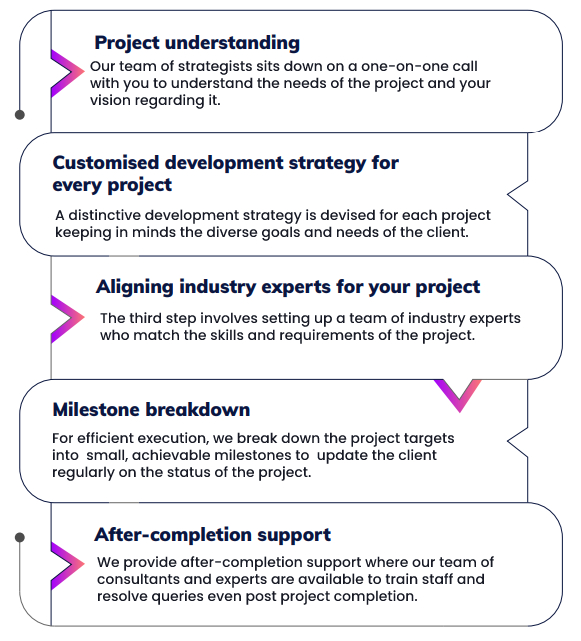 Project understanding
Our team of strategists sits down on a one-on-one call
with you to understand the needs of the project and your
vision regarding it.
Customised development strategy for
every project
A distinctive development strategy is devised for each project
keeping in minds the diverse goals and needs of the client.
Aligning industry experts for your project
The third step involves setting up a team of industry experts
who match the skills and requirements of the project.
Milestone breakdown
For efficient execution, we break down the project targets
into small, achievable milestones to update the client
regularly on the status of the project.
After-completion support
We provide after-completion support where our team of
consultants and experts are available to train staff and
resolve queries even post project completion.